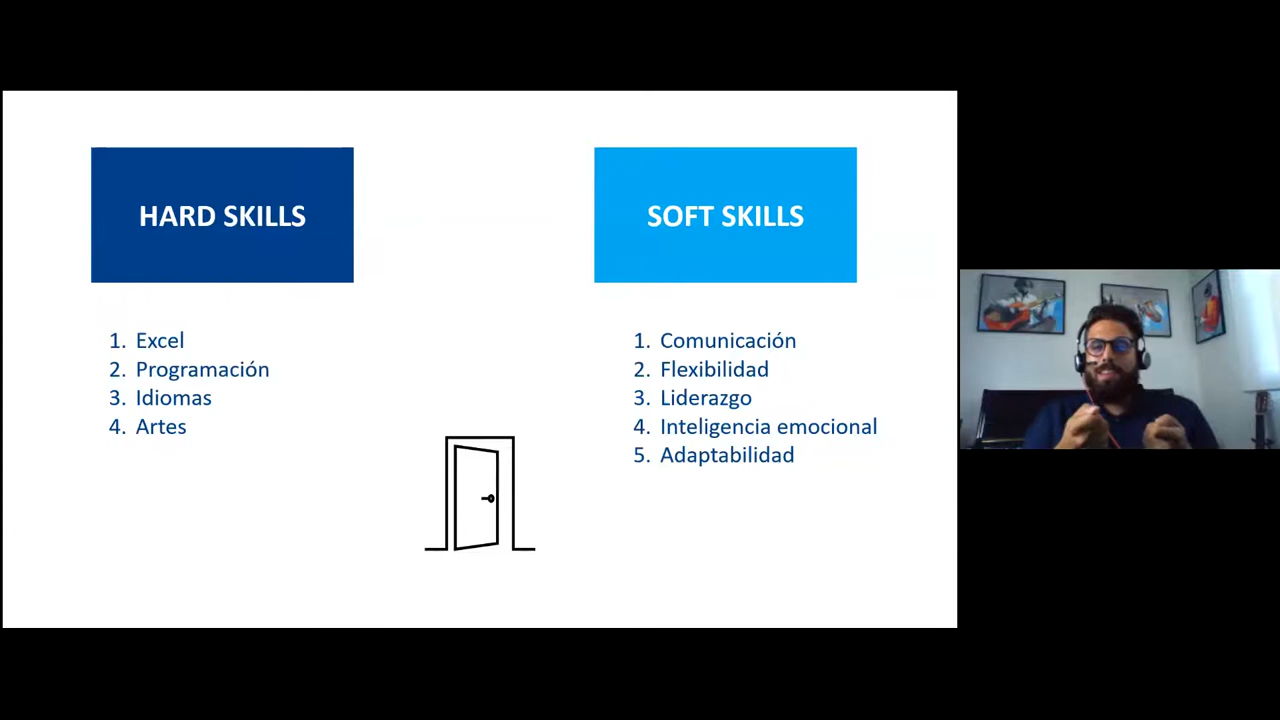 HARD SKILLS
1. Excel
2. Programación
3. Idiomas
4. Artes
SOFT SKILLS
1. Comunicación
2. Flexibilidad
3. Liderazgo
4. Inteligencia emocional
5. Adaptabilidad